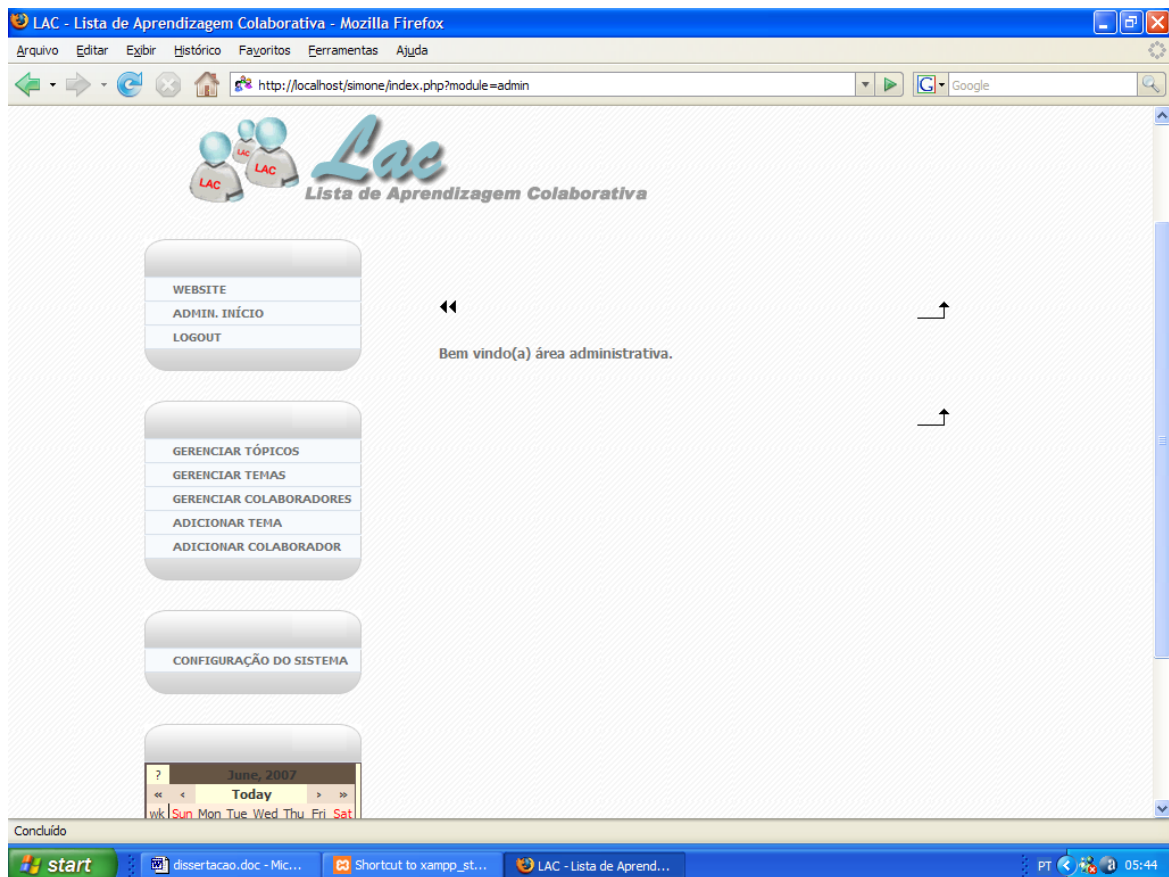 LAC - Lista de Aprendizagem Colaborativa - Mozilla Firefox
Arquivo Editar Exibir Histórico Favoritos Ferramentas Ajuda
http://localhost/simone/index.php?module=admin
G Google
LAC
LAC
LAC
Lac
Lista de Aprendizagem Colaborativa
WEBSITE
ADMIN. INÍCIO
LOGOUT
Bem vindo(a) área administrativa.
GERENCIAR TÓPICOS
GERENCIAR TEMAS
GERENCIAR COLABORADORES
ADICIONAR TEMA
ADICIONAR COLABORADOR
CONFIGURAÇÃO DO SISTEMA
? June, 2007
« ‹ Today › »
wk Sun Mon Tue Wed Thu Fri Sat
Concluído
start dissertacao.doc - Mic... Shortcut to xampp_st... LAC - Lista de Aprend... PT 05:44